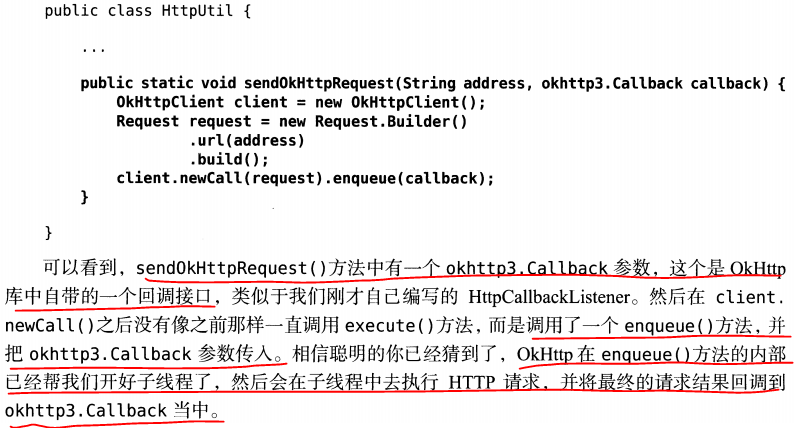 public class HttpUtil {
...
public static void sendOkHttpRequest(String address, okhttp3.Callback callback) {
OkHttpClient client = new OkHttpClient();
Request request = new Request.Builder()
.url(address)
.build();
client.newCall(request).enqueue(callback);
}
}
可以看到，sendOkHttpRequest()方法中有一个 okhttp3.Callback 参数，这个是 OkHttp
库中自带的一个回调接口，类似于我们刚才自己编写的 HttpCallbackListener。然后在 client.
newCall()之后没有像之前那样一直调用 execute()方法，而是调用了一个 enqueue()方法，并
把 okhttp3.Callback 参数传入。相信聪明的你已经猜到了，OkHttp 在 enqueue()方法的内部
已经帮我们开好子线程了，然后会在子线程中去执行 HTTP 请求，并将最终的请求结果回调到
okhttp3.Callback 当中。